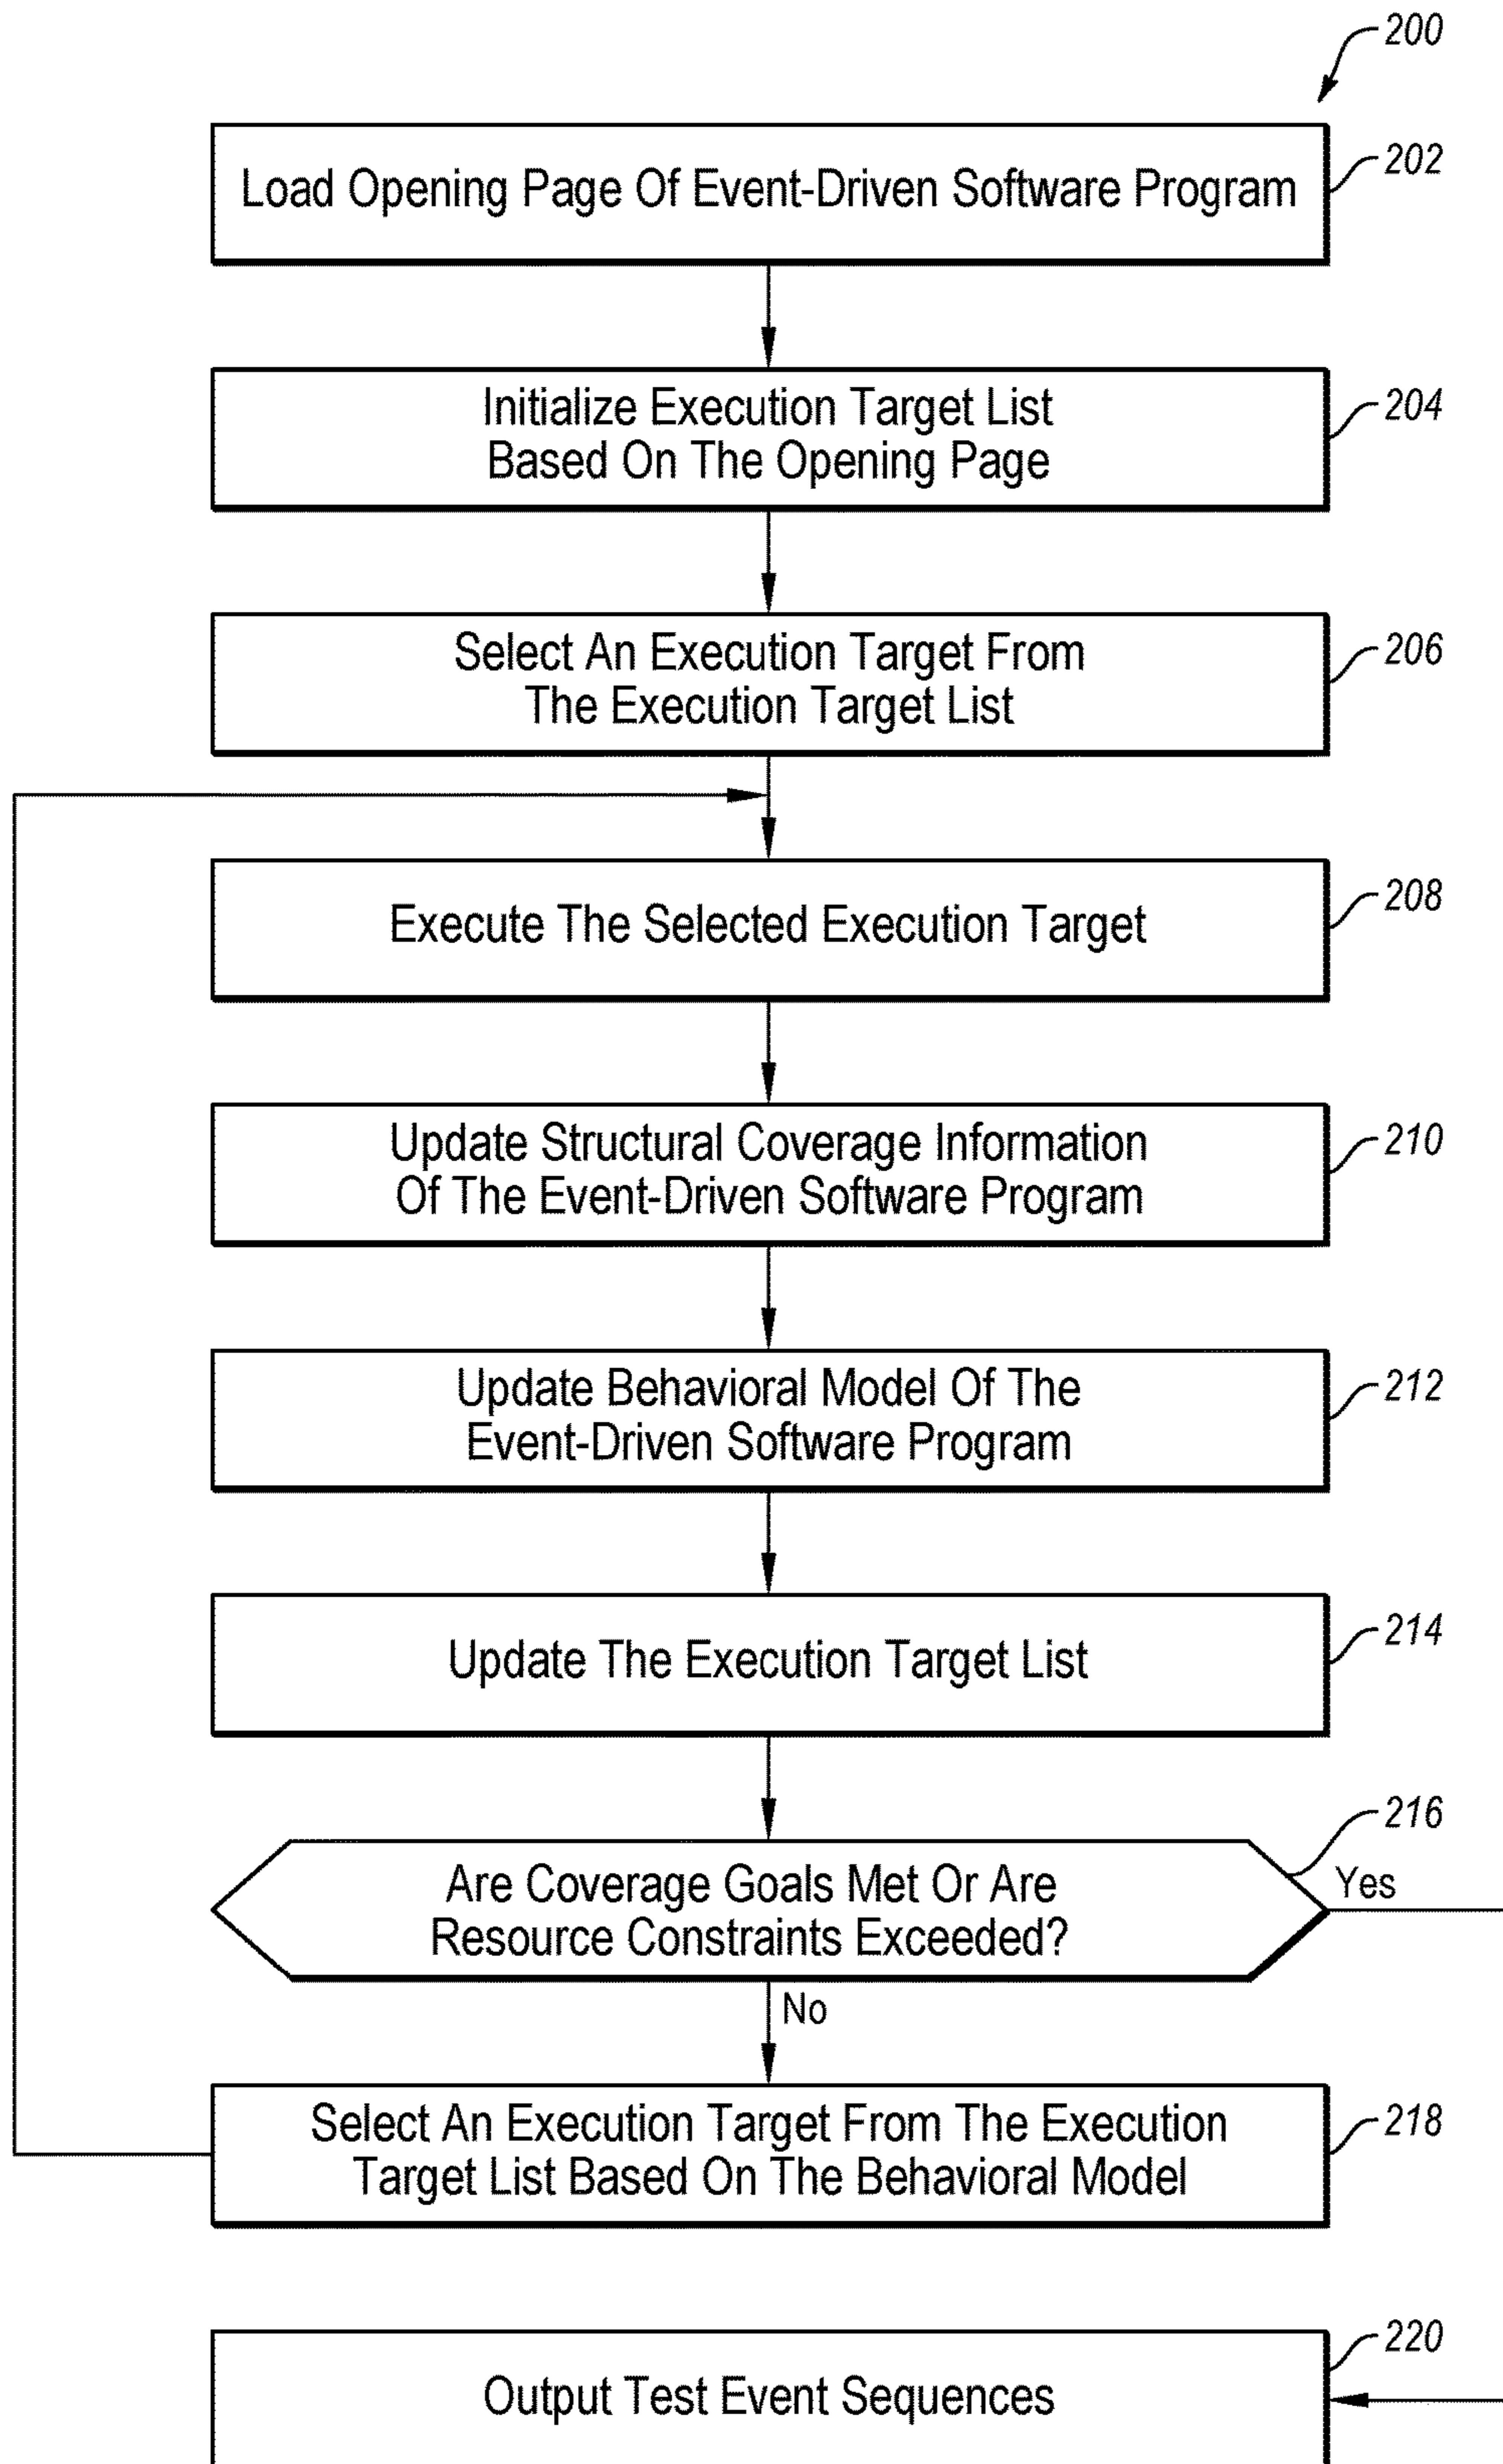 200
Load Opening Page Of Event-Driven Software Program
202
Initialize Execution Target List
Based On The Opening Page
204
Select An Execution Target From
The Execution Target List
206
Execute The Selected Execution Target
208
Update Structural Coverage Information
Of The Event-Driven Software Program
210
Update Behavioral Model Of The
Event-Driven Software Program
212
Update The Execution Target List
214
216
Are Coverage Goals Met Or Are
Resource Constraints Exceeded?
Yes
No
Select An Execution Target From The Execution
Target List Based On The Behavioral Model
218
Output Test Event Sequences
220